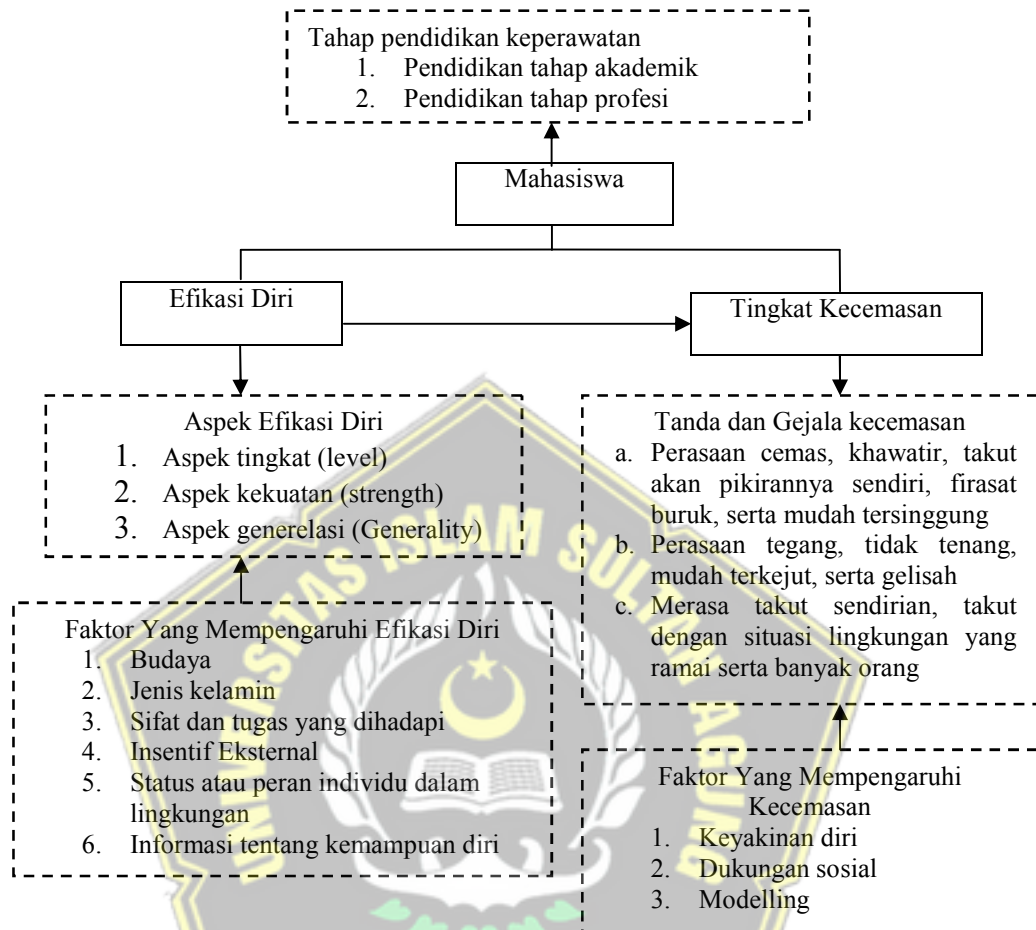 Tahap pendidikan keperawatan
1. Pendidikan tahap akademik
2. Pendidikan tahap profesi
Mahasiswa
Efikasi Diri
Tingkat Kecemasan
Aspek Efikasi Diri
1. Aspek tingkat (level)
2. Aspek kekuatan (strength)
3. Aspek generelasi (Generality)
Tanda dan Gejala kecemasan
a. Perasaan cemas, khawatir, takut
akan pikirannya sendiri, firasat
buruk, serta mudah tersinggung
b. Perasaan tegang, tidak tenang,
mudah terkejut, serta gelisah
c. Merasa takut sendirian, takut
dengan situasi lingkungan yang
ramai serta banyak orang
Faktor Yang Mempengaruhi Efikasi Diri
1. Budaya
2. Jenis kelamin
3. Sifat dan tugas yang dihadapi
4. Insentif Eksternal
5. Status atau peran individu dalam
lingkungan
6. Informasi tentang kemampuan diri
Faktor Yang Mempengaruhi
Kecemasan
1. Keyakinan diri
2. Dukungan sosial
3. Modelling
UNIVERSITAS ISLAM SULTAN AGUNG